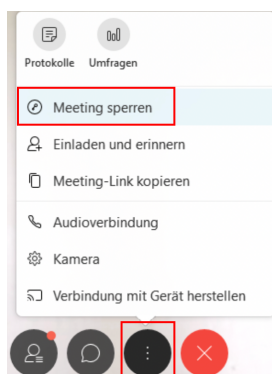 Protokolle Umfragen
Meeting sperren
Einladen und erinnern
Meeting-Link kopieren
Audioverbindung
Kamera
Verbindung mit Gerät herstellen